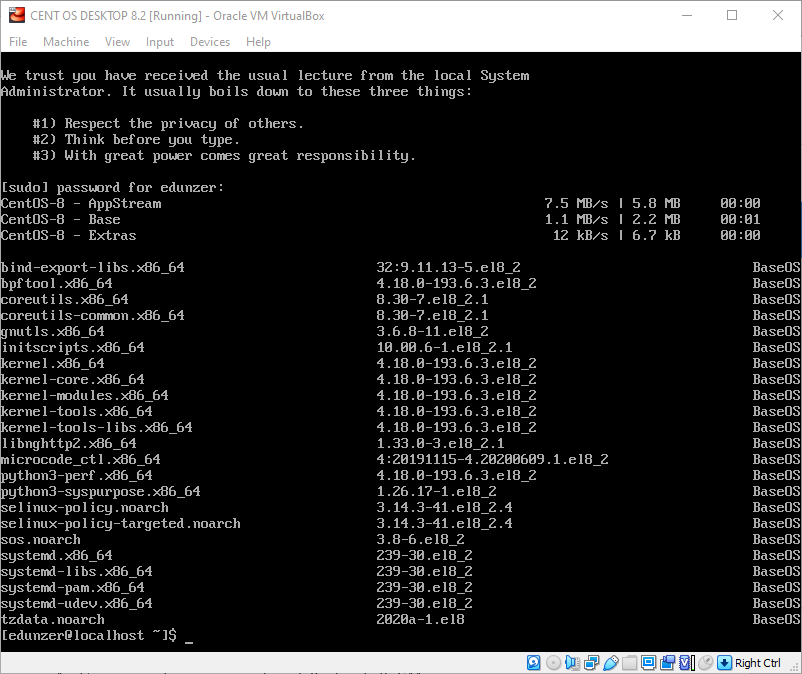 CENT OS DESKTOP 8.2 [Running] - Oracle VM VirtualBox
File Machine View Input Devices Help
We trust you have received the usual lecture from the local System
Administrator. It usually boils down to these three things:
#1) Respect the privacy of others.
#2) Think before you type.
#3) With great power comes great responsibility.
[sudo] password for edunzer:
CentOS-8 - AppStream 7.5 MB/s | 5.8 MB 00:00
CentOS-8 - Base 1.1 MB/s | 2.2 MB 00:01
CentOS-8 - Extras 12 kB/s | 6.7 kB 00:00
bind-export-libs.x86_64 32:9.11.13-5.el8_2 BaseOS
bpftool.x86_64 4.18.0-193.6.3.el8_2 BaseOS
coreutils.x86_64 8.30-7.el8_2.1 BaseOS
coreutils-common.x86_64 8.30-7.el8_2.1 BaseOS
gnutls.x86_64 3.6.8-11.el8_2 BaseOS
initscripts.x86_64 10.00.6-1.el8_2.1 BaseOS
kernel.x86_64 4.18.0-193.6.3.el8_2 BaseOS
kernel-core.x86_64 4.18.0-193.6.3.el8_2 BaseOS
kernel-modules.x86_64 4.18.0-193.6.3.el8_2 BaseOS
kernel-tools.x86_64 4.18.0-193.6.3.el8_2 BaseOS
kernel-tools-libs.x86_64 4.18.0-193.6.3.el8_2 BaseOS
libnghttp2.x86_64 1.33.0-3.el8_2.1 BaseOS
microcode_ctl.x86_64 4:20191115-4.20200609.1.el8_2 BaseOS
python3-perf.x86_64 4.18.0-193.6.3.el8_2 BaseOS
python3-syspurpose.x86_64 1.26.17-1.el8_2 BaseOS
selinux-policy.noarch 3.14.3-41.el8_2.4 BaseOS
selinux-policy-targeted.noarch 3.14.3-41.el8_2.4 BaseOS
sos.noarch 3.8-6.el8_2 BaseOS
systemd.x86_64 239-30.el8_2 BaseOS
systemd-libs.x86_64 239-30.el8_2 BaseOS
systemd-pam.x86_64 239-30.el8_2 BaseOS
systemd-udev.x86_64 239-30.el8_2 BaseOS
tzdata.noarch 2020a-1.el8 BaseOS
[edunzer@localhost ~]$ _
Right Ctrl